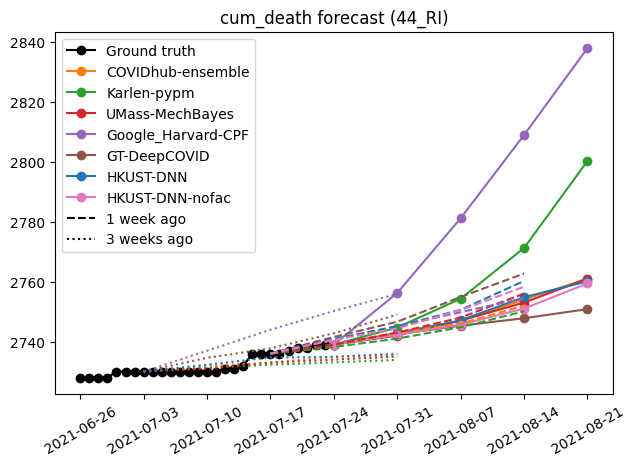 cum_death forecast (44_RI)
2840
2820
2800
2780
2760
2740
Ground truth
COVIDhub-ensemble
Karlen-pypm
UMass-MechBayes
Google_Harvard-CPF
GT-DeepCOVID
HKUST-DNN
HKUST-DNN-nofac
1 week ago
3 weeks ago
2021-06-26
2021-07-03
2021-07-10
2021-07-17
2021-07-24
2021-07-31
2021-08-07
2021-08-14
2021-08-21